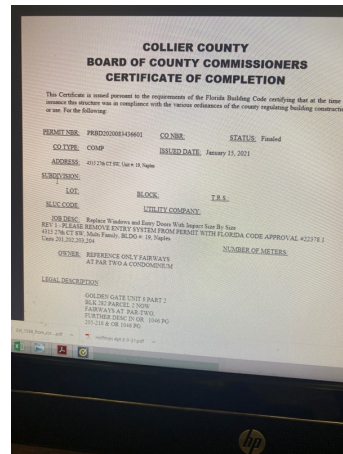 COLLIER COUNTY
BOARD OF COUNTY COMMISSIONERS
CERTIFICATE OF COMPLETION
This Certificate is issued pursuant to the requirements of the Florida Building Code certifying that at the time
issuance this structure was in compliance with the various ordinances of the county regulating building constructi
or use. For the following:
PERMIT NBR: PRBD2020083436601 CO NBR: STATUS: Finaled
CO TYPE: COMP ISSUED DATE: January 15, 2021
ADDRESS: 4315 27th CT SW, Unit #: 19, Naples
SUBDIVISION:
LOT: BLOCK: T.R.S.:
SLUC CODE: UTILITY COMPANY:
JOB DESC: Replace Windows and Entry Doors With Impact Size By Size
REV 1 - PLEASE REMOVE ENTRY SYSTEM FROM PERMIT WITH FLORIDA CODE APPROVAL #22378.1
4315 27th CT SW, Multi Family, BLDG #: 19, Naples
Units 201,202,203,204
NUMBER OF METERS:
OWNER: REFERENCE ONLY FAIRWAYS
AT PAR TWO A CONDOMINIUM
LEGAL DESCRIPTION
GOLDEN GATE UNIT 8 PART 2
BLK 282 PARCEL 2 NOW
FAIRWAYS AT PAR-TWO,
FURTHER DESC IN OR 1046 PG
205-238 & OR 1046 PG
hp